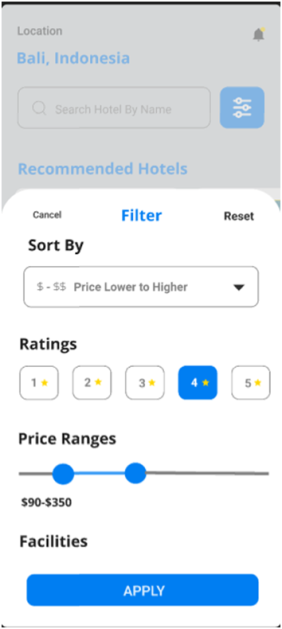 Location
Bali, Indonesia
Search Hotel By Name
Recommended Hotels
Cancel Filter Reset
Sort By
$ - $$ Price Lower to Higher
Ratings
1 2 3 4 5
Price Ranges
$90-$350
Facilities
APPLY